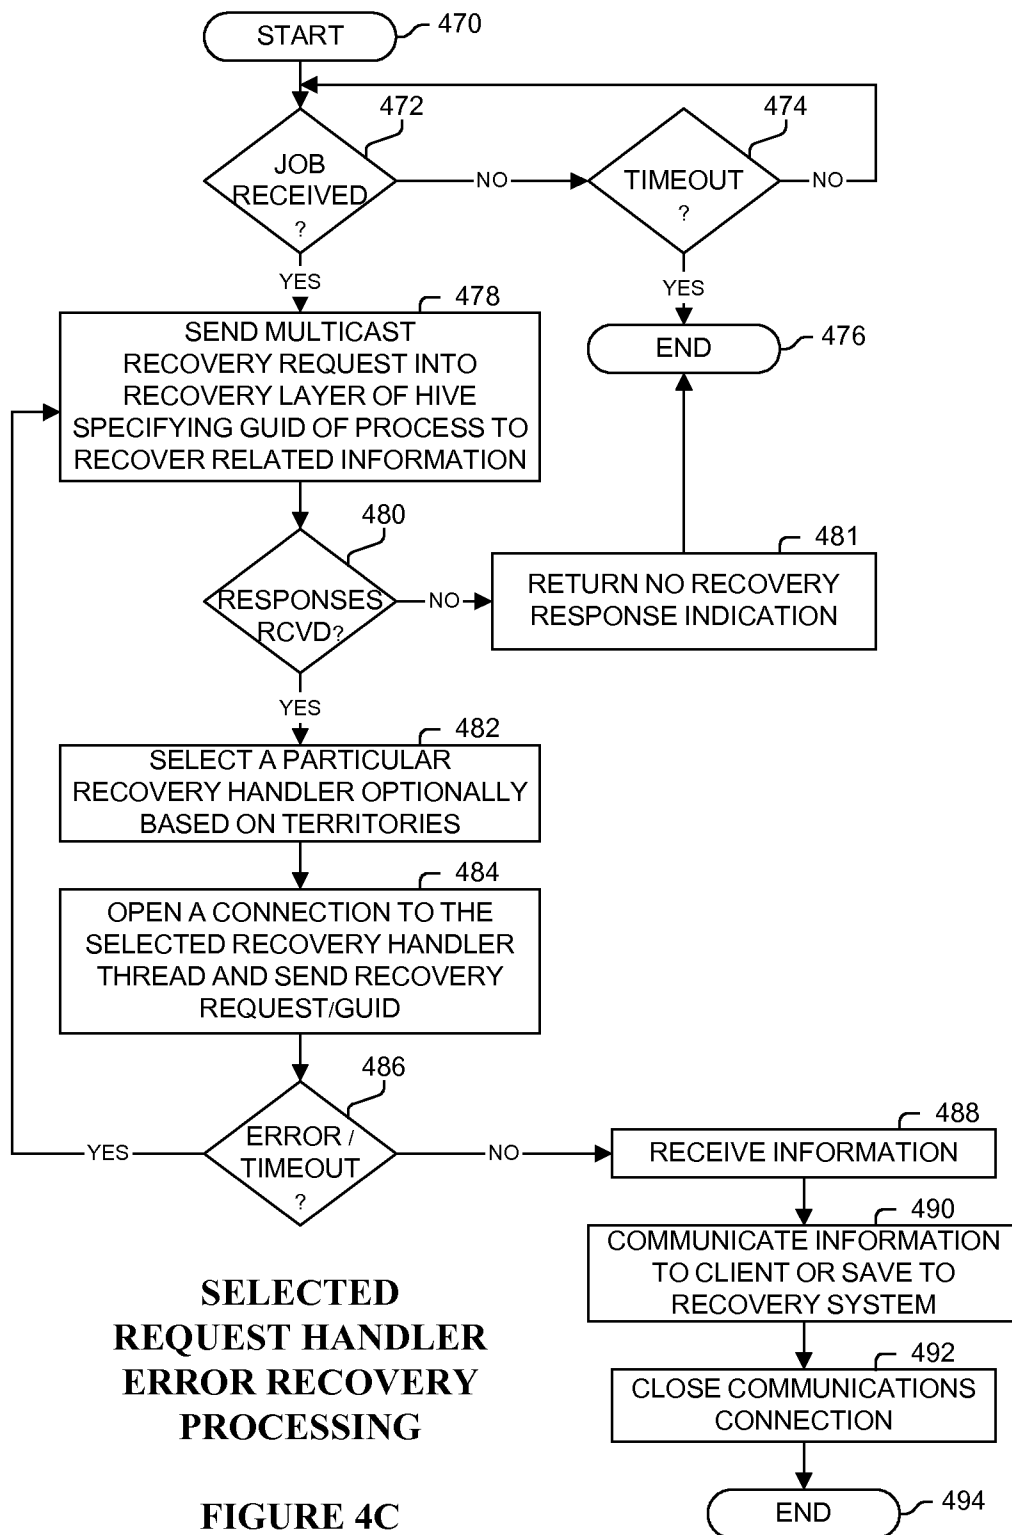 START
470
472
JOB
RECEIVED
?
NO
474
TIMEOUT
?
NO
YES
YES
END
476
478
SEND MULTICAST
RECOVERY REQUEST INTO
RECOVERY LAYER OF HIVE
SPECIFYING GUID OF PROCESS TO
RECOVER RELATED INFORMATION
480
RESPONSES
RCVD?
NO
481
RETURN NO RECOVERY
RESPONSE INDICATION
YES
482
SELECT A PARTICULAR
RECOVERY HANDLER OPTIONALLY
BASED ON TERRITORIES
484
OPEN A CONNECTION TO THE
SELECTED RECOVERY HANDLER
THREAD AND SEND RECOVERY
REQUEST/GUID
486
ERROR /
TIMEOUT
?
YES
NO
488
RECEIVE INFORMATION
490
COMMUNICATE INFORMATION
TO CLIENT OR SAVE TO
RECOVERY SYSTEM
492
CLOSE COMMUNICATIONS
CONNECTION
END
494
SELECTED
REQUEST HANDLER
ERROR RECOVERY
PROCESSING
FIGURE 4C